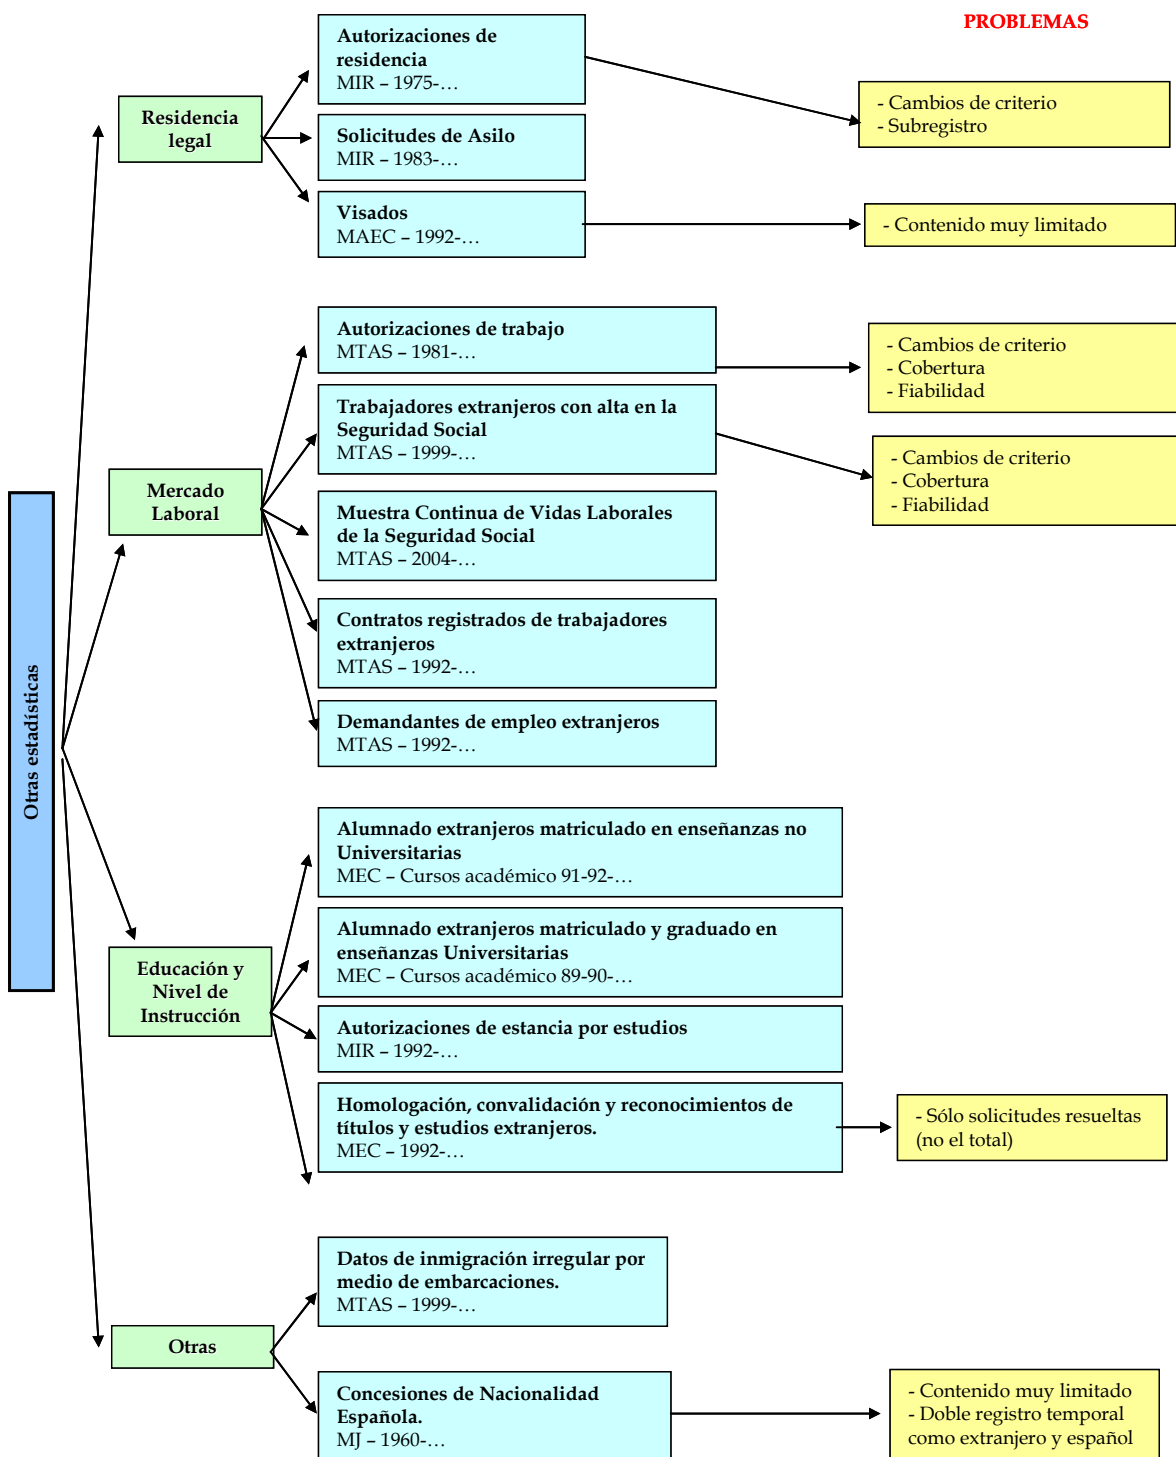 PROBLEMAS
Otras estadísticas
Residencia
legal
Autorizaciones de
residencia
MIR – 1975-…
- Cambios de criterio
- Subregistro
Solicitudes de Asilo
MIR – 1983-…
Visados
MAEC – 1992-…
- Contenido muy limitado
Mercado
Laboral
Autorizaciones de trabajo
MTAS – 1981-…
- Cambios de criterio
- Cobertura
- Fiabilidad
Trabajadores extranjeros con alta en la
Seguridad Social
MTAS – 1999-…
- Cambios de criterio
- Cobertura
- Fiabilidad
Muestra Continua de Vidas Laborales
de la Seguridad Social
MTAS – 2004-…
Contratos registrados de trabajadores
extranjeros
MTAS – 1992-…
Demandantes de empleo extranjeros
MTAS – 1992-…
Educación y
Nivel de
Instrucción
Alumnado extranjeros matriculado en enseñanzas no
Universitarias
MEC – Cursos académico 91-92-…
Alumnado extranjeros matriculado y graduado en
enseñanzas Universitarias
MEC – Cursos académico 89-90-…
Autorizaciones de estancia por estudios
MIR – 1992-…
Homologación, convalidación y reconocimientos de
títulos y estudios extranjeros.
MEC – 1992-…
- Sólo solicitudes resueltas
(no el total)
Otras
Datos de inmigración irregular por
medio de embarcaciones.
MTAS – 1999-…
Concesiones de Nacionalidad
Española.
MJ – 1960-…
- Contenido muy limitado
- Doble registro temporal
como extranjero y español